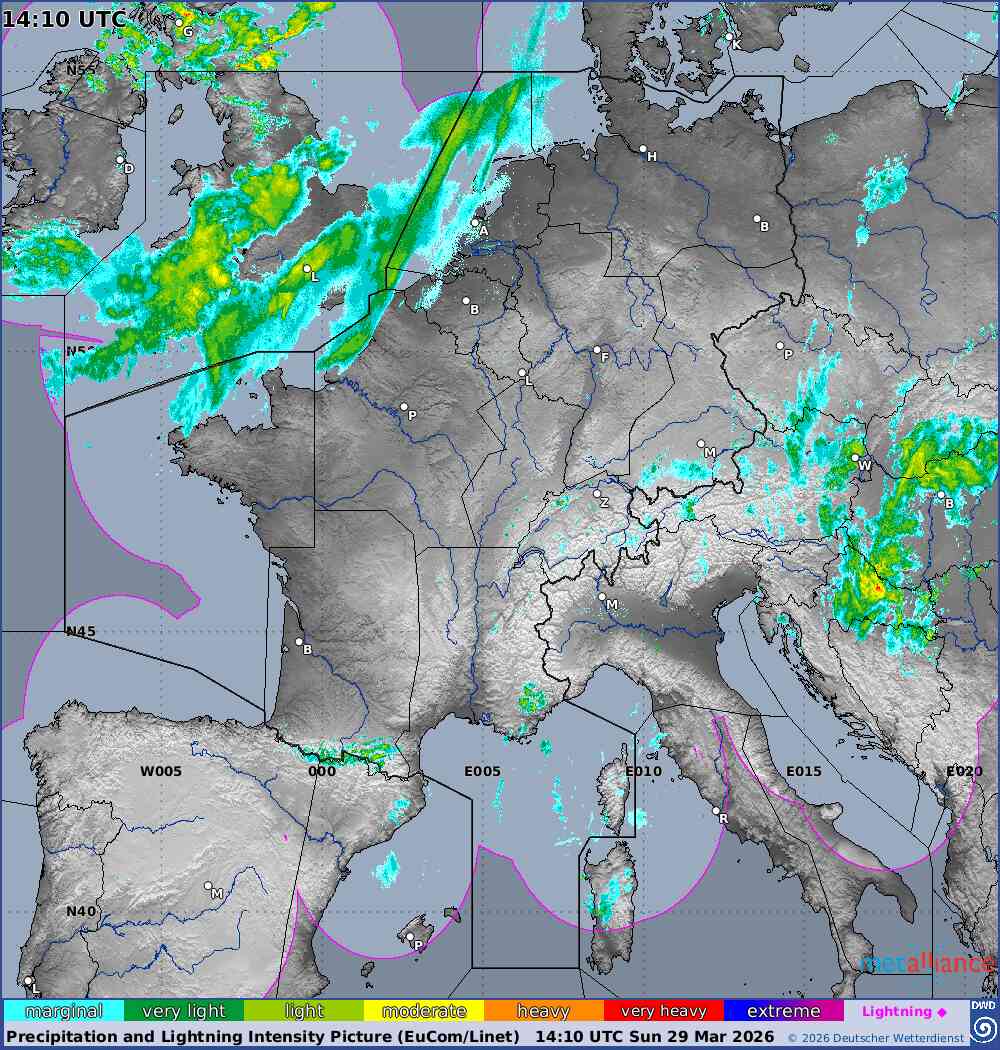 14:10 UTC
G
K
N55
D
H
A
B
L
B
N50
F
P
L
P
M
W
Z
B
M
N45
B
W005
000
E005
E010
E015
E020
R
M
N40
P
L
metalliance
marginal very light light moderate heavy very heavy extreme Lightning ◆ DWD
Precipitation and Lightning Intensity Picture (EuCom/Linet) 14:10 UTC Sun 29 Mar 2026 © 2026 Deutscher Wetterdienst